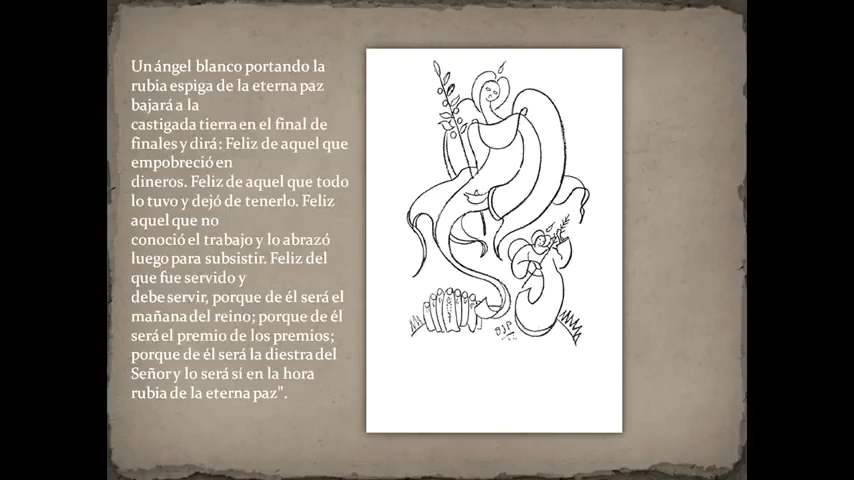 Un ángel blanco portando la
rubia espiga de la eterna paz
bajará a la
castigada tierra en el final de
finales y dirá: Feliz de aquel que
empobreció en
dineros. Feliz de aquel que todo
lo tuvo y dejó de tenerlo. Feliz
aquel que no
conoció el trabajo y lo abrazó
luego para subsistir. Feliz del
que fue servido y
debe servir, porque de él será el
mañana del reino; porque de él
será el premio de los premios;
porque de él será la diestra del
Señor y lo será sí en la hora
rubia de la eterna paz”.
BSP